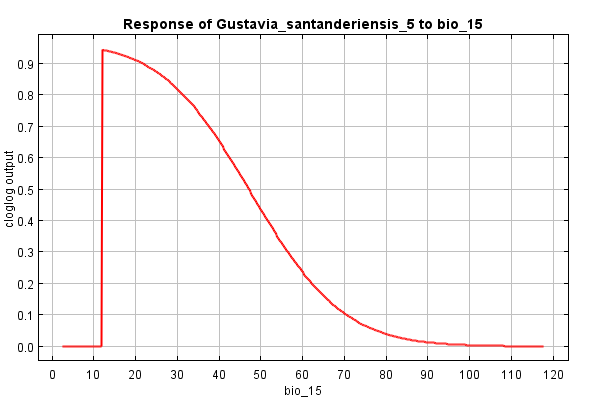 Response of Gustavia_santanderiensis_5 to bio_15
cloglog output
0.9
0.8
0.7
0.6
0.5
0.4
0.3
0.2
0.1
0.0
0 10 20 30 40 50 60 70 80 90 100 110 120
bio_15